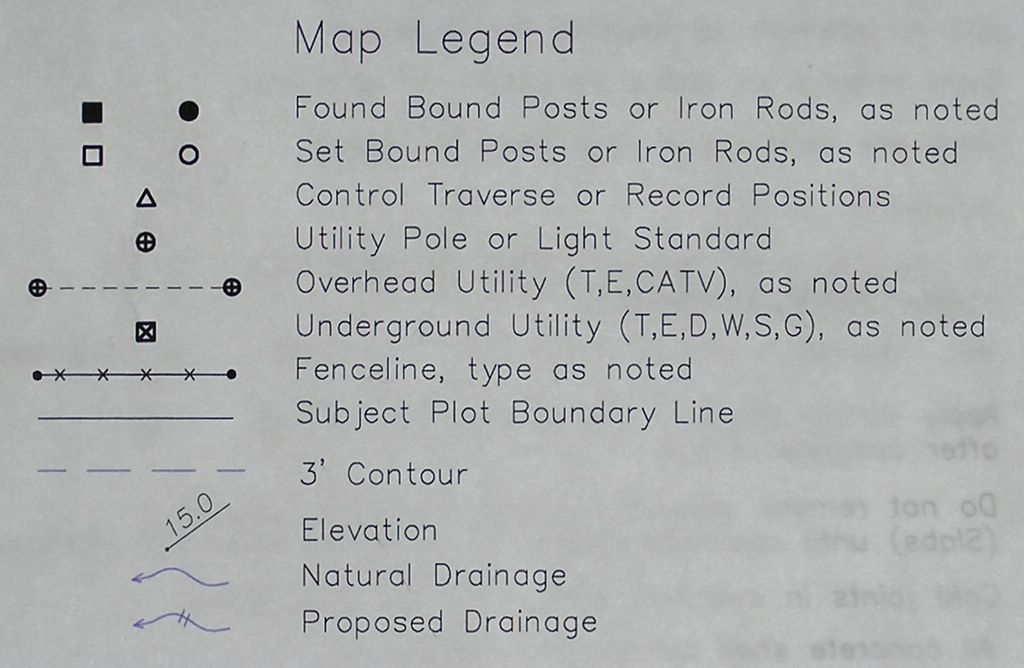 Map Legend
Found Bound Posts or Iron Rods, as noted
Set Bound Posts or Iron Rods, as noted
Control Traverse or Record Positions
Utility Pole or Light Standard
Overhead Utility (T,E,CATV), as noted
Underground Utility (T,E,D,W,S,G), as noted
Fenceline, type as noted
Subject Plot Boundary Line
3' Contour
15.0 Elevation
Natural Drainage
Proposed Drainage